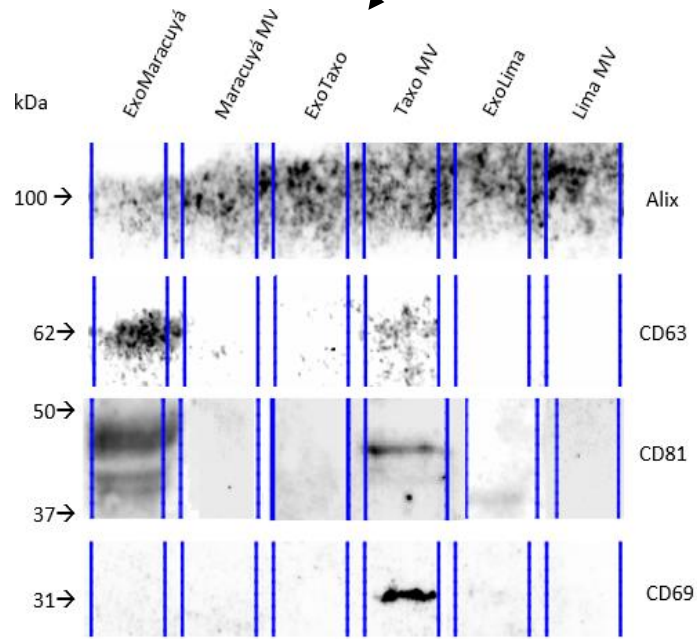 ExoMaracuyá
Maracuyá MV
ExoTaxo
Taxo MV
ExoLima
Lima MV
kDa
100 → Alix
62→ CD63
50→
CD81
37→
31→ CD69